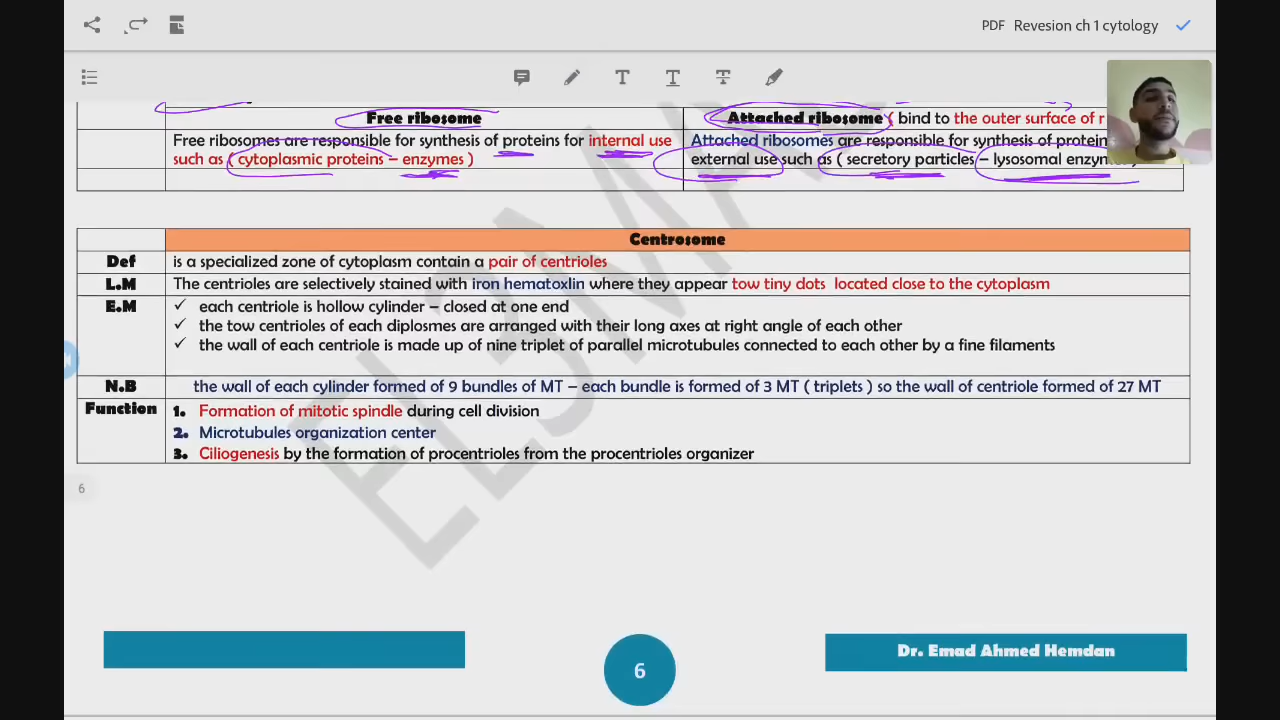 PDF Revesion ch 1 cytology
Free ribosome
Attached ribosome ( bind to the outer surface of r
Free ribosomes are responsible for synthesis of proteins for internal use
such as ( cytoplasmic proteins – enzymes )
Attached ribosomes are responsible for synthesis of protein
external use such as ( secretory particles – lysosomal enzym
Centrosome
Def is a specialized zone of cytoplasm contain a pair of centrioles
L.M The centrioles are selectively stained with iron hematoxlin where they appear tow tiny dots located close to the cytoplasm
E.M ✓ each centriole is hollow cylinder – closed at one end
✓ the tow centrioles of each diplosmes are arranged with their long axes at right angle of each other
✓ the wall of each centriole is made up of nine triplet of parallel microtubules connected to each other by a fine filaments
N.B the wall of each cylinder formed of 9 bundles of MT – each bundle is formed of 3 MT ( triplets ) so the wall of centriole formed of 27 MT
Function 1. Formation of mitotic spindle during cell division
2. Microtubules organization center
3. Ciliogenesis by the formation of procentrioles from the procentrioles organizer
6
6
Dr. Emad Ahmed Hemdan